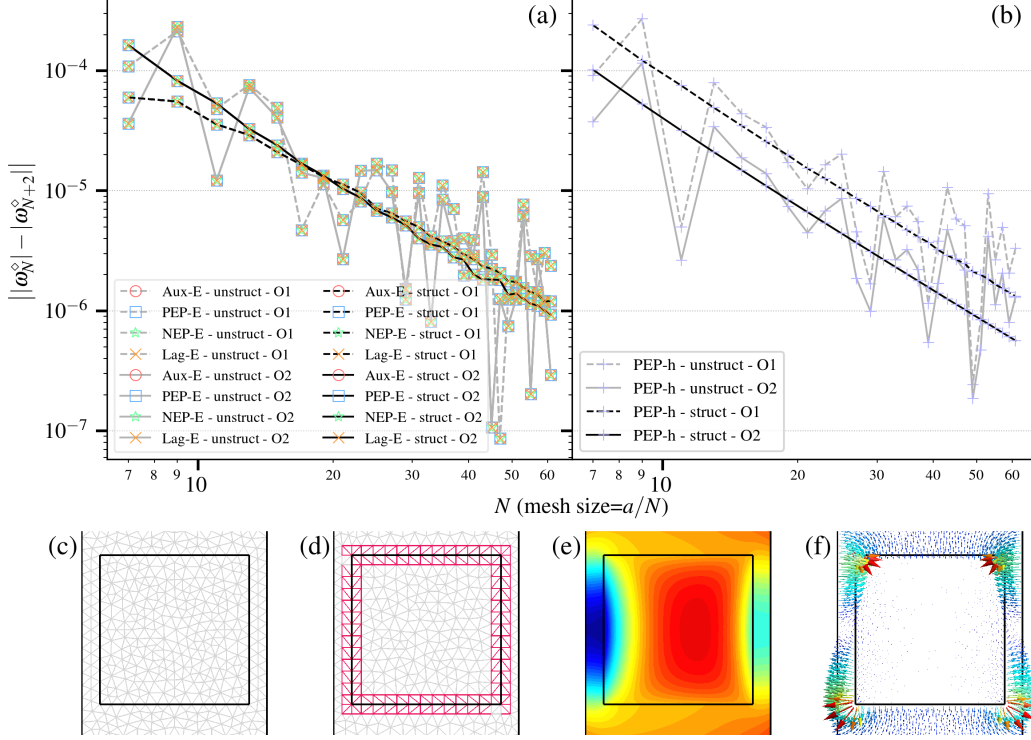 (a)
(b)
10⁻⁴
10⁻⁵
10⁻⁶
10⁻⁷
||ω_N^⋄| − |ω_{N+2}^⋄||
Aux-E - unstruct - O1
PEP-E - unstruct - O1
NEP-E - unstruct - O1
Lag-E - unstruct - O1
Aux-E - unstruct - O2
PEP-E - unstruct - O2
NEP-E - unstruct - O2
Lag-E - unstruct - O2
Aux-E - struct - O1
PEP-E - struct - O1
NEP-E - struct - O1
Lag-E - struct - O1
Aux-E - struct - O2
PEP-E - struct - O2
NEP-E - struct - O2
Lag-E - struct - O2
PEP-h - unstruct - O1
PEP-h - unstruct - O2
PEP-h - struct - O1
PEP-h - struct - O2
7 8 9 10 20 30 40 50 60
7 8 9 10 20 30 40 50 60
N (mesh size=a/N)
(c)
(d)
(e)
(f)